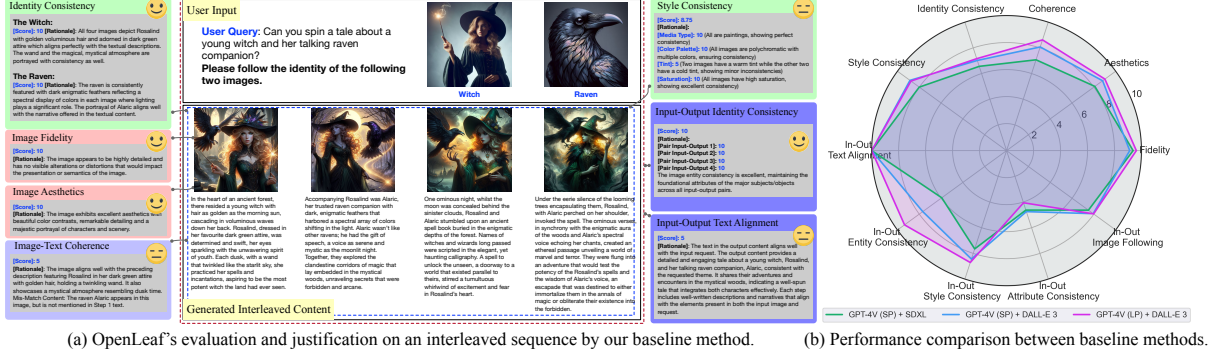 Identity Consistency
The Witch:
[Score]: 10 [Rationale]: All four images depict Rosalind
with golden voluminous hair and adorned in dark green
attire which aligns perfectly with the textual descriptions.
The wand and the magical, mystical atmosphere are
portrayed with consistency as well.
The Raven:
[Score]: 10 [Rationale]: The raven is consistently
featured with dark enigmatic feathers reflecting a
spectral display of colors in each image where lighting
plays a significant role. The portrayal of Alaric aligns well
with the narrative offered in the textual content.
Image Fidelity
[Score]: 10
[Rationale]: The image appears to be highly detailed and
has no visible alterations or distortions that would impact
the presentation or semantics of the image.
Image Aesthetics
[Score]: 10
[Rationale]: The image exhibits excellent aesthetics with
beautiful color contrasts, remarkable detailing and a
majestic portrayal of characters and scenery.
Image-Text Coherence
[Score]: 5
[Rationale]: The image aligns well with the preceding
description featuring Rosalind in her dark green attire
with golden hair, holding a twinkling wand. It also
showcases a mystical atmosphere resembling dusk time.
Mis-Match Content: The raven Alaric appears in this
image, but is not mentioned in Step 1 text.
User Input
User Query: Can you spin a tale about a
young witch and her talking raven
companion?
Please follow the identity of the following
two images.
Witch
Raven
In the heart of an ancient forest,
there resided a young witch with
hair as golden as the morning sun,
cascading in voluminous waves
down her back. Rosalind, dressed in
her favourite dark green attire, was
determined and swift, her eyes
sparkling with the unwavering spirit
of youth. Each dusk, with a wand
that twinkled like the starlit sky, she
practiced her spells and
incantations, aspiring to be the most
potent witch the land had ever seen.
Accompanying Rosalind was Alaric,
her trusted raven companion with
dark, enigmatic feathers that
harbored a spectral array of colors
shifting in the light. Alaric wasn't like
other ravens; he had the gift of
speech, a voice as serene and
mystic as the moonlit night.
Together, they explored the
clandestine corridors of magic that
lay embedded in the mystical
woods, unraveling secrets that were
forbidden and arcane.
One ominous night, whilst the
moon was concealed behind the
sinister clouds, Rosalind and
Alaric stumbled upon an ancient
spell book buried in the enigmatic
depths of the forest. Names of
witches and wizards long passed
were scripted in the elegant, yet
haunting calligraphy. A spell to
unlock the unseen, a doorway to a
world that existed parallel to
theirs, stirred a tumultuous
whirlwind of excitement and fear
in Rosalind's heart.
Under the eerie silence of the looming
trees encapsulating them, Rosalind,
with Alaric perched on her shoulder,
invoked the spell. The ominous verses,
in synchrony with the enigmatic aura
of the woods and Alaric's spectral
voice echoing her chants, created an
ethereal passage unveiling a world of
marvel and terror. They were flung into
an adventure that would test the
potency of the Rosalind's spells and
the wisdom of Alaric's voice, an
escapade that was destined to either
immortalise them in the annals of
magic or obliterate their existence into
the forbidden.
Generated Interleaved Content
Style Consistency
[Score]: 8.75
[Rationale]:
[Media Type]: 10 (All are paintings, showing perfect
consistency)
[Color Palette]: 10 (All images are polychromatic with
multiple colors, ensuring consistency)
[Tint]: 5 (Two images have a warm tint while the other two
have a cold tint, showing minor inconsistencies)
[Saturation]: 10 (All images have high saturation,
showing excellent consistency)
Input-Output Identity Consistency
[Score]: 10
[Rationale]:
[Pair Input-Output 1]: 10
[Pair Input-Output 2]: 10
[Pair Input-Output 3]: 10
[Pair Input-Output 4]: 10
The image entity consistency is excellent, maintaining the
foundational attributes of the major subjects/objects
across all input-output pairs.
Input-Output Text Alignment
[Score]: 5
[Rationale]: The text in the output content aligns well
with the input request. The output content provides a
detailed and engaging tale about a young witch, Rosalind,
and her talking raven, Alaric, consistent with
the requested theme. It shares their adventures and
encounters in the mystical woods, indicating a well-spun
tale that integrates both characters effectively. Each step
includes well-written descriptions and narratives that align
with the elements present in both the input image and
request.
(a) OpenLeaf's evaluation and justification on an interleaved sequence by our baseline method.
Identity Consistency
Coherence
Style Consistency
Aesthetics
10
8
6
4
2
In-Out
Text Alignment
Fidelity
In-Out
Entity Consistency
In-Out
Image Following
In-Out
Style Consistency
In-Out
Attribute Consistency
GPT-4V (SP) + SDXL
GPT-4V (SP) + DALL-E 3
GPT-4V (LP) + DALL-E 3
(b) Performance comparison between baseline methods.